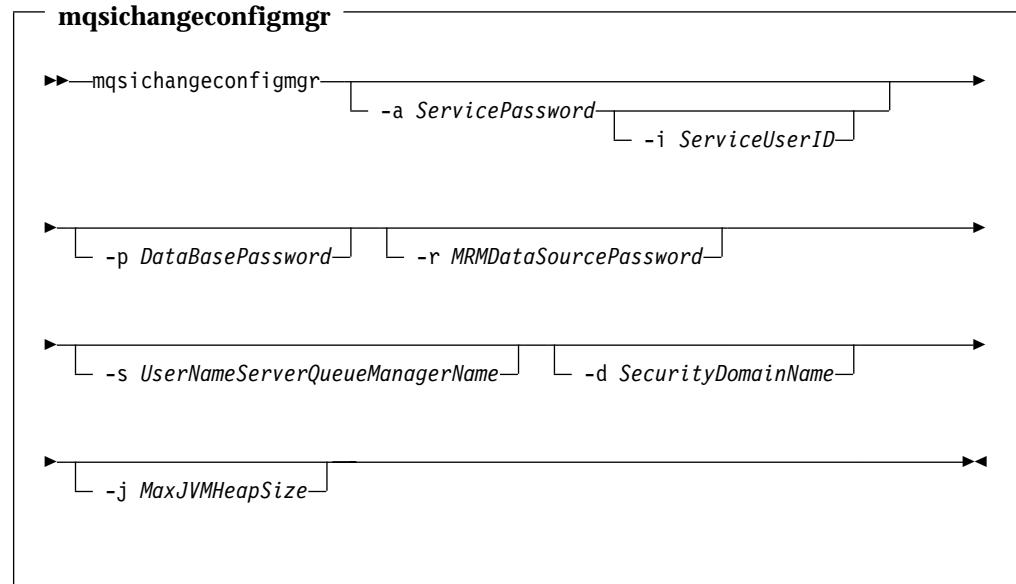 mqsichangeconfigmgr
mqsichangeconfigmgr
-a ServicePassword
-i ServiceUserID
-p DataBasePassword
-r MRMDataSourcePassword
-s UserNameServerQueueManagerName
-d SecurityDomainName
-j MaxJVMHeapSize